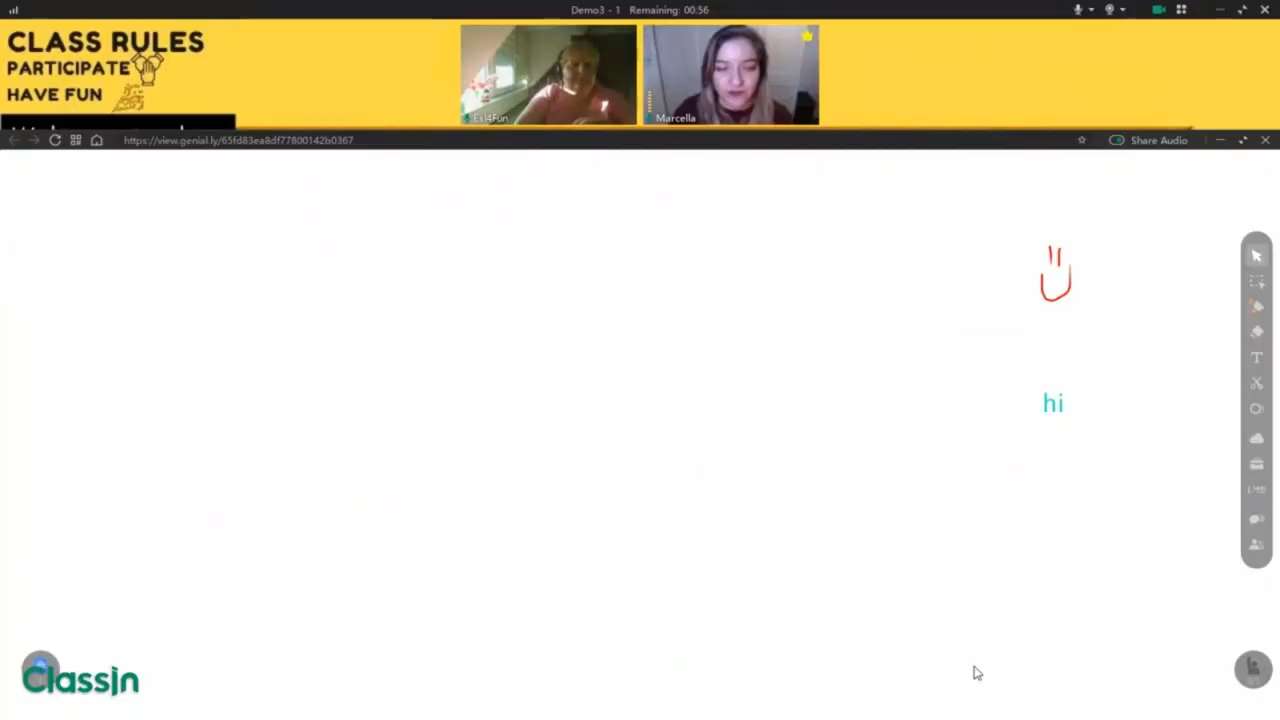 Demo3 - 1 Remaining: 00:56
CLASS RULES
PARTICIPATE
HAVE FUN
Esl4Fun
Marcella
https://view.genial.ly/65fd83ea8df77800142b0367
Share Audio
hi
T
ClassIn